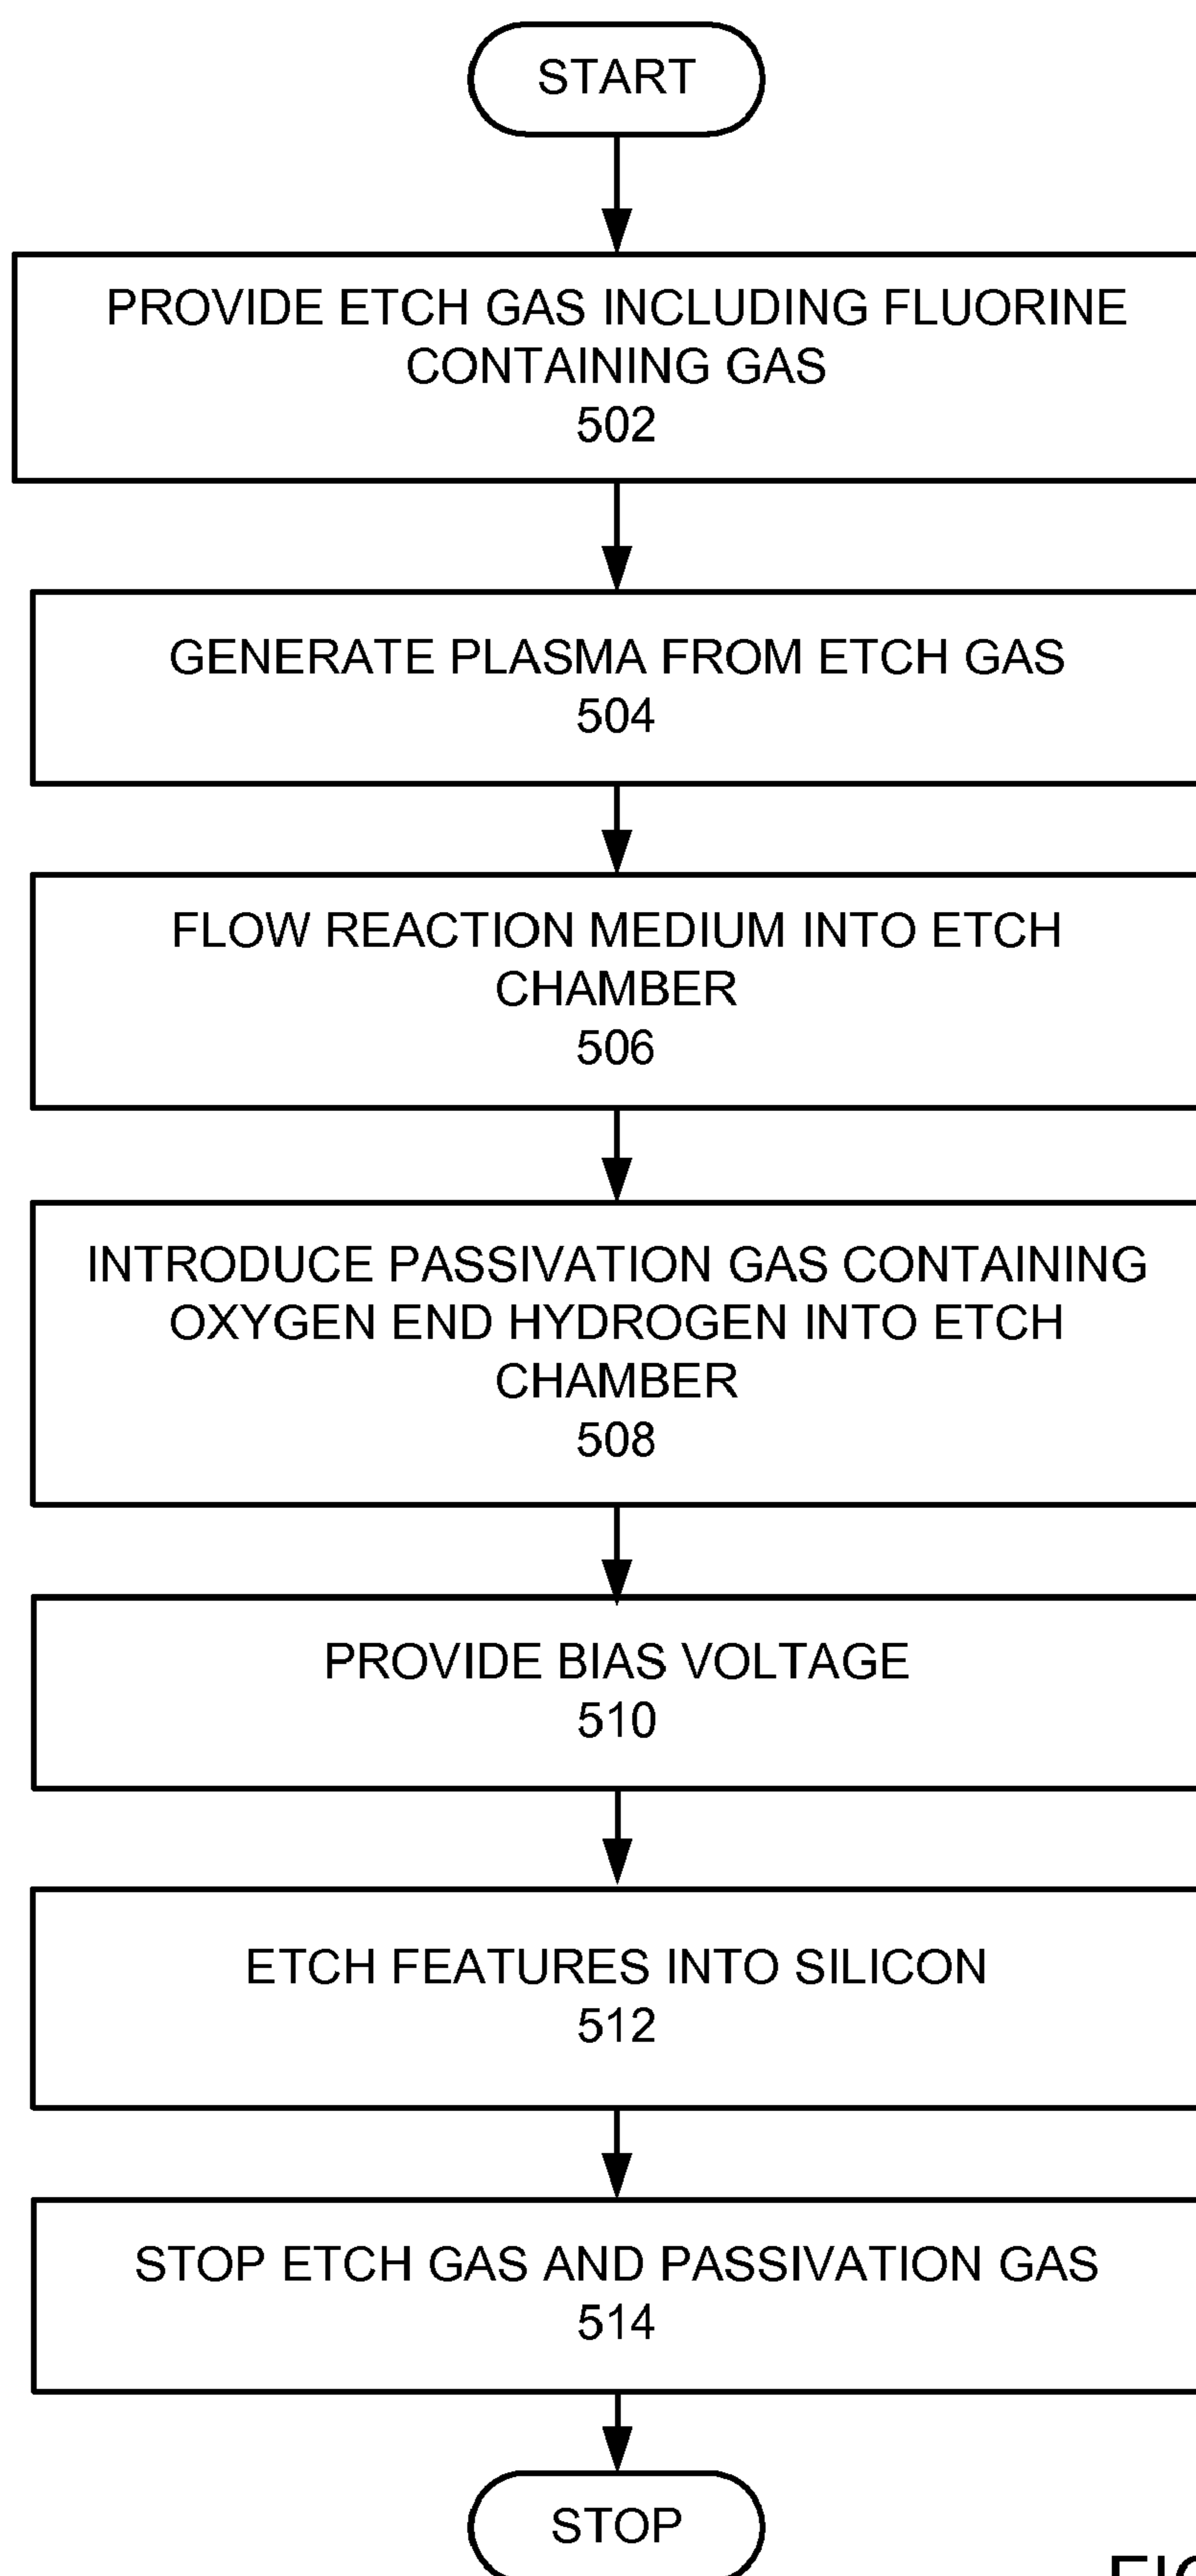 START
PROVIDE ETCH GAS INCLUDING FLUORINE
CONTAINING GAS
502
GENERATE PLASMA FROM ETCH GAS
504
FLOW REACTION MEDIUM INTO ETCH
CHAMBER
506
INTRODUCE PASSIVATION GAS CONTAINING
OXYGEN END HYDROGEN INTO ETCH
CHAMBER
508
PROVIDE BIAS VOLTAGE
510
ETCH FEATURES INTO SILICON
512
STOP ETCH GAS AND PASSIVATION GAS
514
STOP